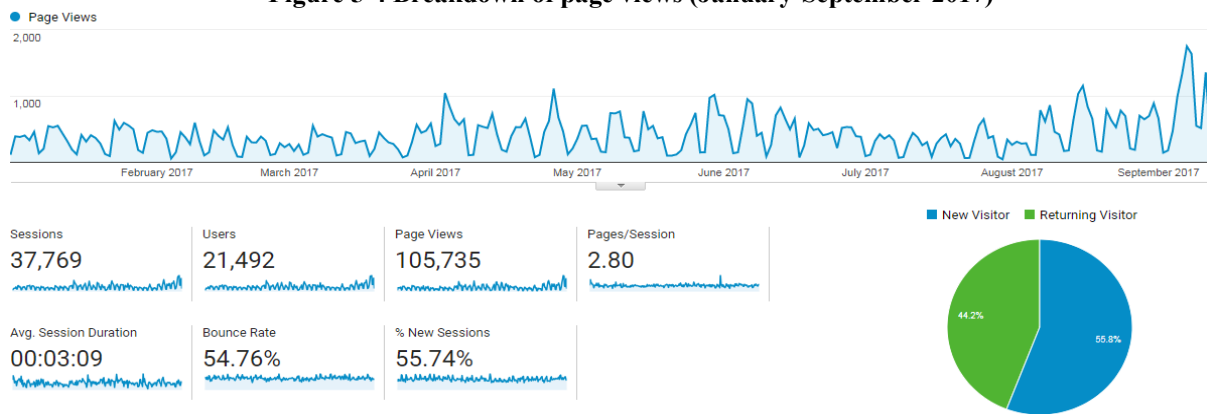 Page Views
2,000
1,000
February 2017 March 2017 April 2017 May 2017 June 2017 July 2017 August 2017 September 2017
New Visitor Returning Visitor
Sessions Users Page Views Pages/Session
37,769 21,492 105,735 2.80
Avg. Session Duration Bounce Rate % New Sessions
00:03:09 54.76% 55.74%
44.2%
55.8%